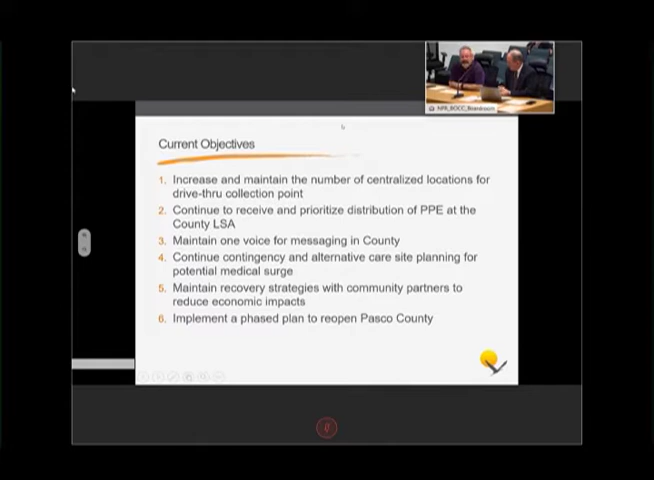 NPR_BOCC_Boardroom
Current Objectives
1. Increase and maintain the number of centralized locations for
drive-thru collection point
2. Continue to receive and prioritize distribution of PPE at the
County LSA
3. Maintain one voice for messaging in County
4. Continue contingency and alternative care site planning for
potential medical surge
5. Maintain recovery strategies with community partners to
reduce economic impacts
6. Implement a phased plan to reopen Pasco County